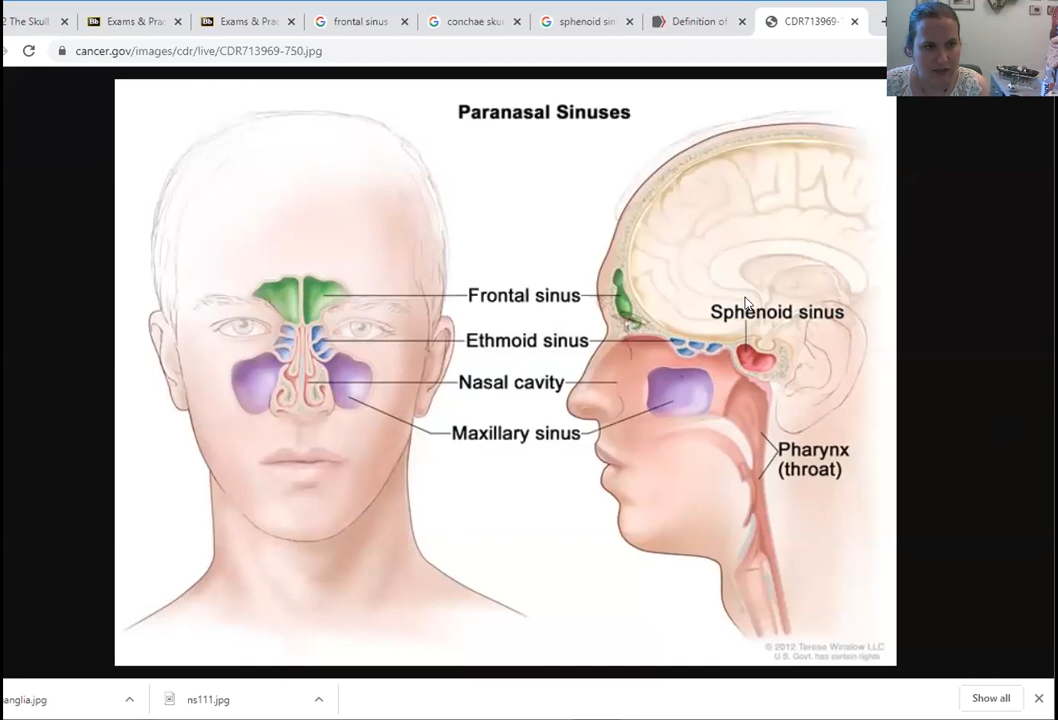 2 The Skull
Exams & Prac
Exams & Prac
frontal sinus
conchae sku
sphenoid sin
Definition of
CDR713969-7
cancer.gov/images/cdr/live/CDR713969-750.jpg
Paranasal Sinuses
Frontal sinus
Sphenoid sinus
Ethmoid sinus
Nasal cavity
Maxillary sinus
Pharynx
(throat)
© 2012 Terese Winslow LLC
U.S. Govt. has certain rights
anglia.jpg
ns111.jpg
Show all